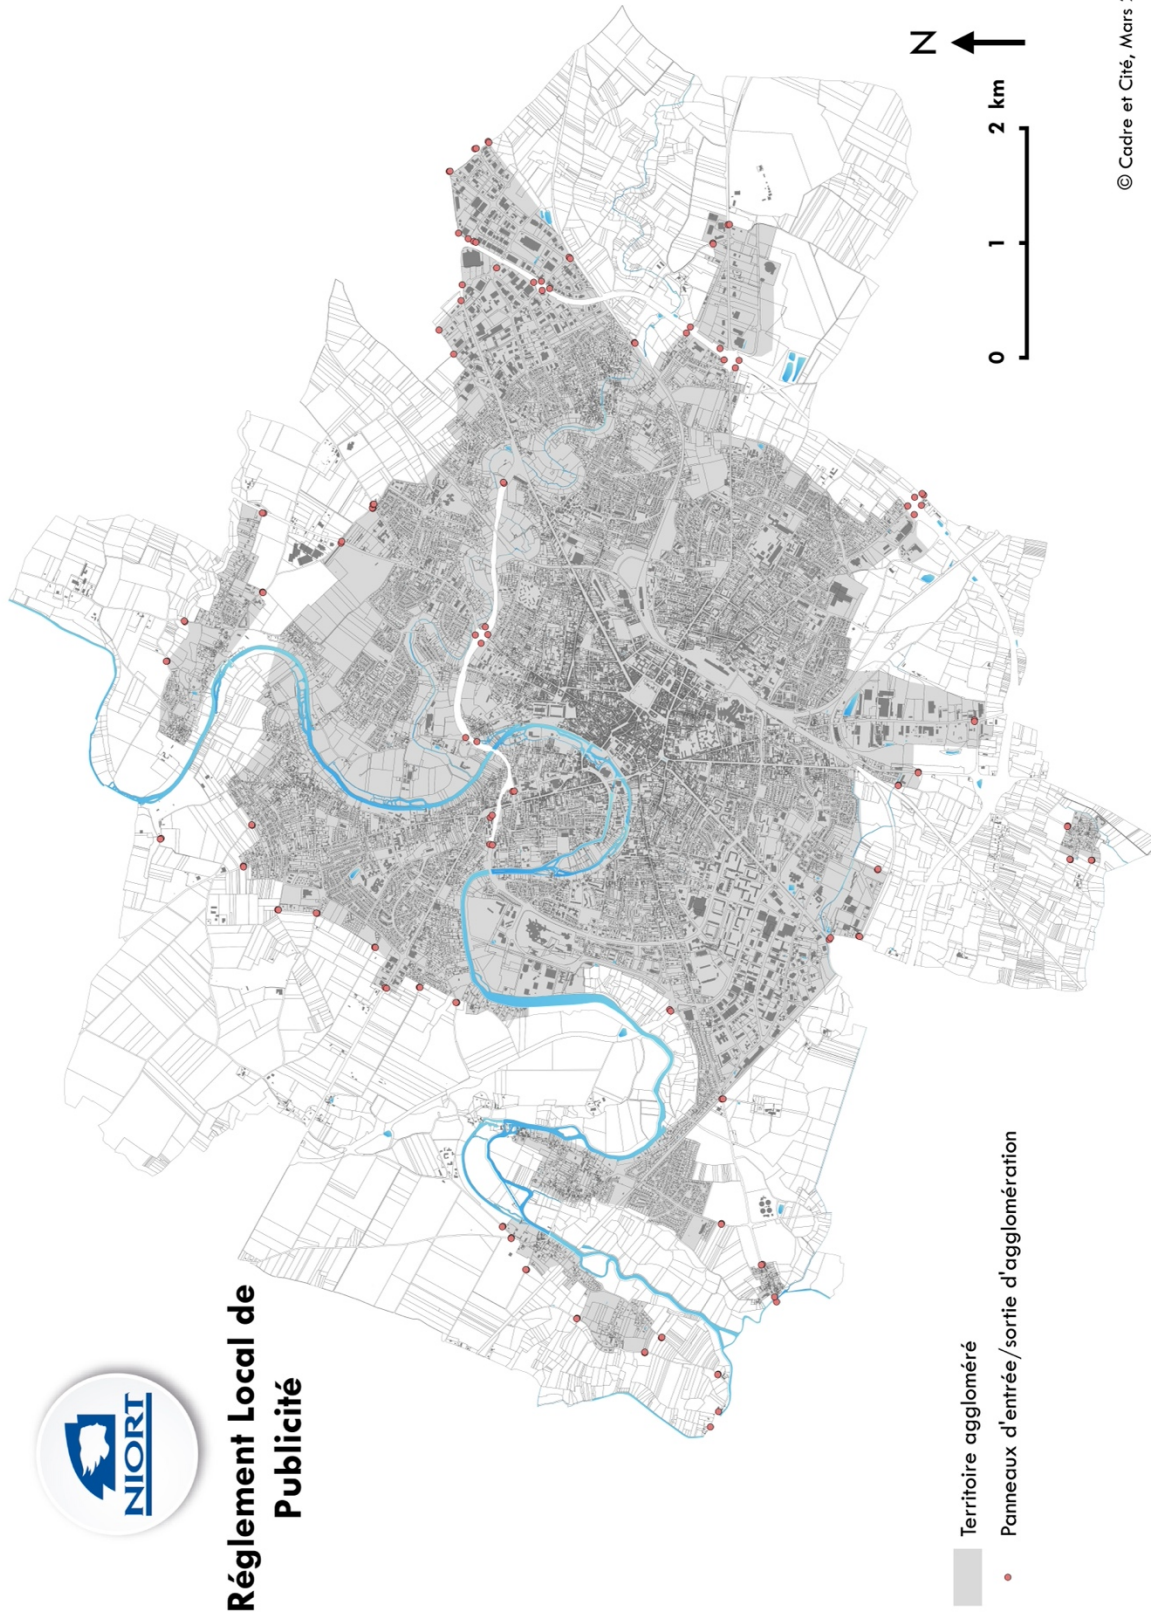 NIORT
Réglement Local de
Publicité
Territoire aggloméré
Panneaux d'entrée/sortie d'agglomération
N
0 1 2 km
© Cadre et Cité, Mars